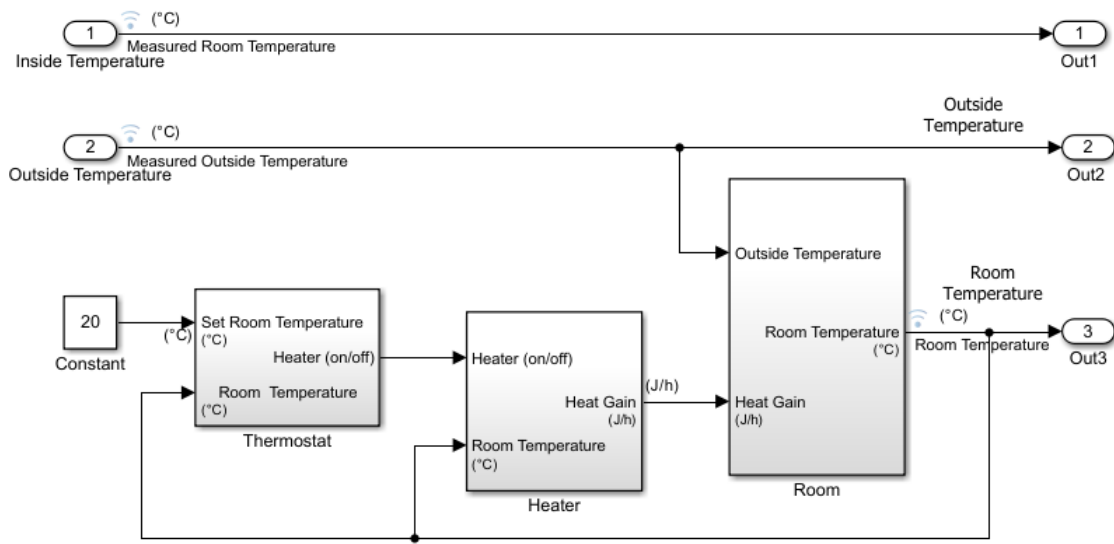 (°C)
1
Measured Room Temperature
Inside Temperature
1
Out1
(°C)
2
Measured Outside Temperature
Outside Temperature
Outside
Temperature
2
Out2
Outside Temperature
Room Temperature
(°C)
Heat Gain
(J/h)
Room
Room
Temperature
(°C)
Room Temperature
3
Out3
20
Constant
(°C)
Set Room Temperature
(°C)
Heater (on/off)
Room  Temperature
(°C)
Thermostat
Heater (on/off)
Heat Gain
(J/h)
Room Temperature
(°C)
Heater
(J/h)